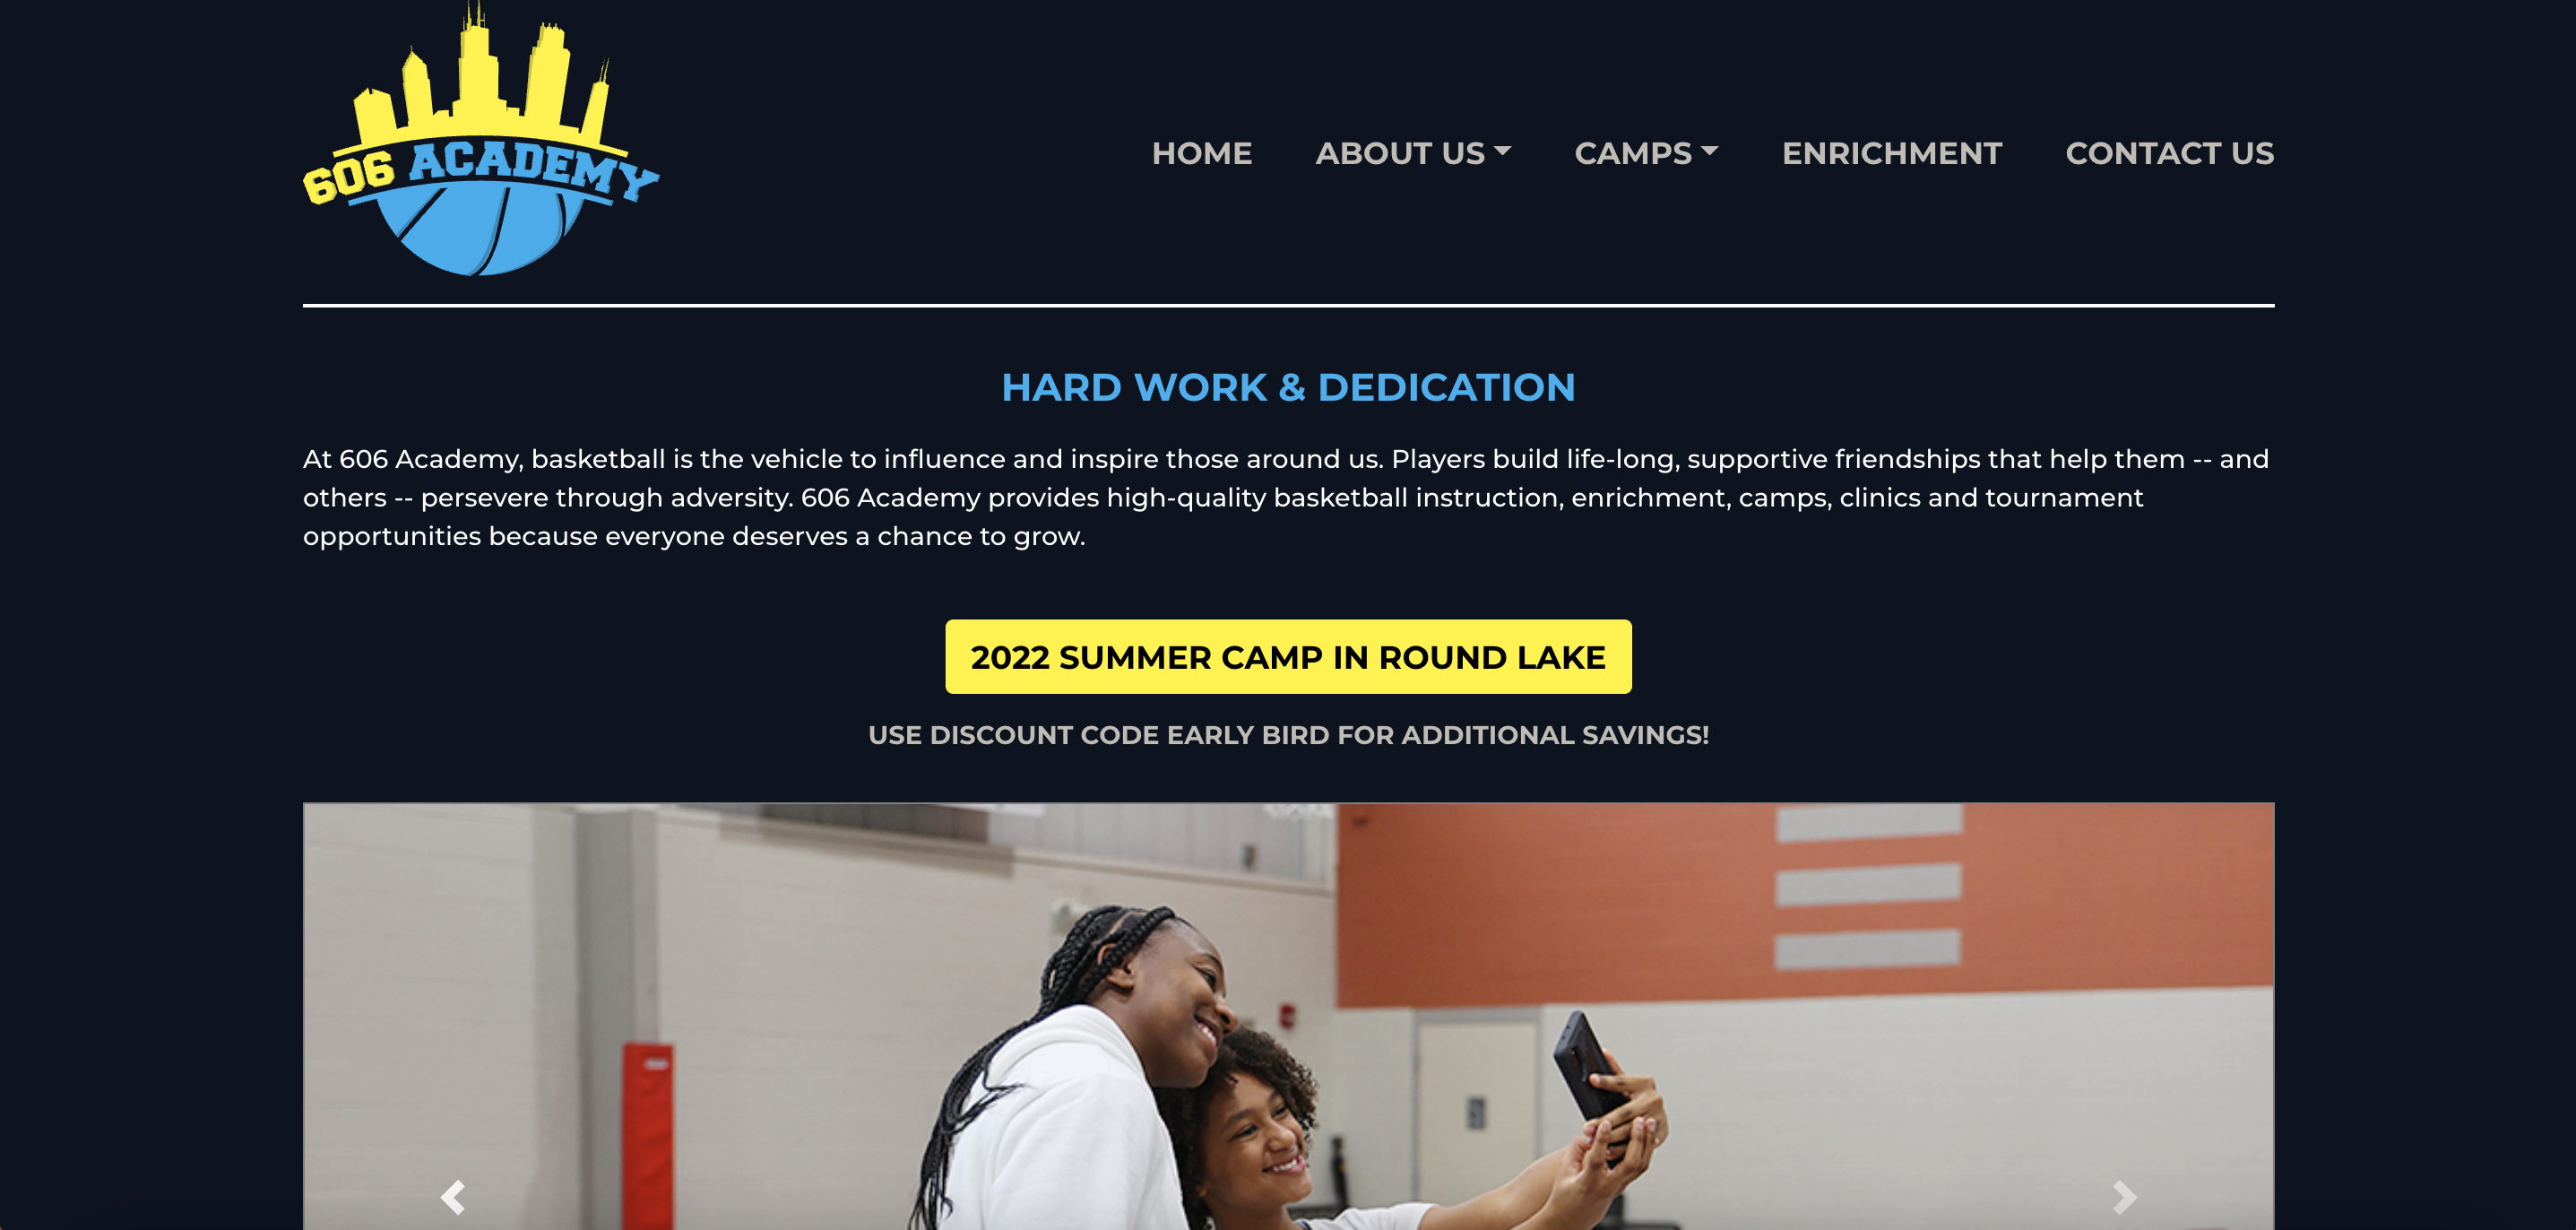 606 ACADEMY
HOME ABOUT US CAMPS ENRICHMENT CONTACT US
HARD WORK & DEDICATION
At 606 Academy, basketball is the vehicle to influence and inspire those around us. Players build life-long, supportive friendships that help them -- and
others -- persevere through adversity. 606 Academy provides high-quality basketball instruction, enrichment, camps, clinics and tournament
opportunities because everyone deserves a chance to grow.
2022 SUMMER CAMP IN ROUND LAKE
USE DISCOUNT CODE EARLY BIRD FOR ADDITIONAL SAVINGS!